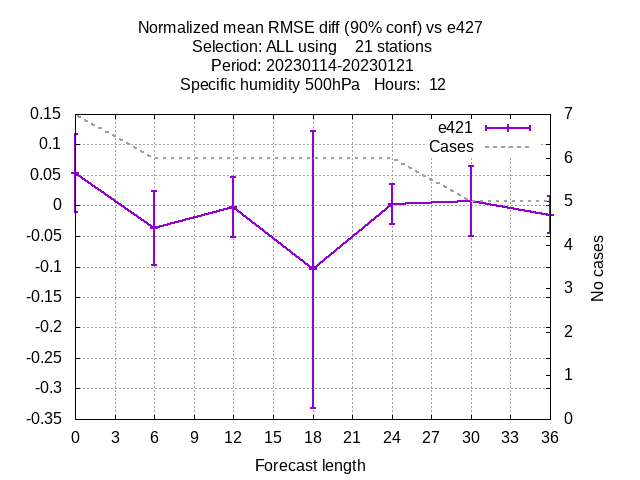 Normalized mean RMSE diff (90% conf) vs e427
Selection: ALL using    21 stations
Period: 20230114-20230121
Specific humidity 500hPa   Hours:  12
0.15
0.1
0.05
0
-0.05
-0.1
-0.15
-0.2
-0.25
-0.3
-0.35
e421
Cases
7
6
5
4
3
2
1
0
No cases
0 3 6 9 12 15 18 21 24 27 30 33 36
Forecast length